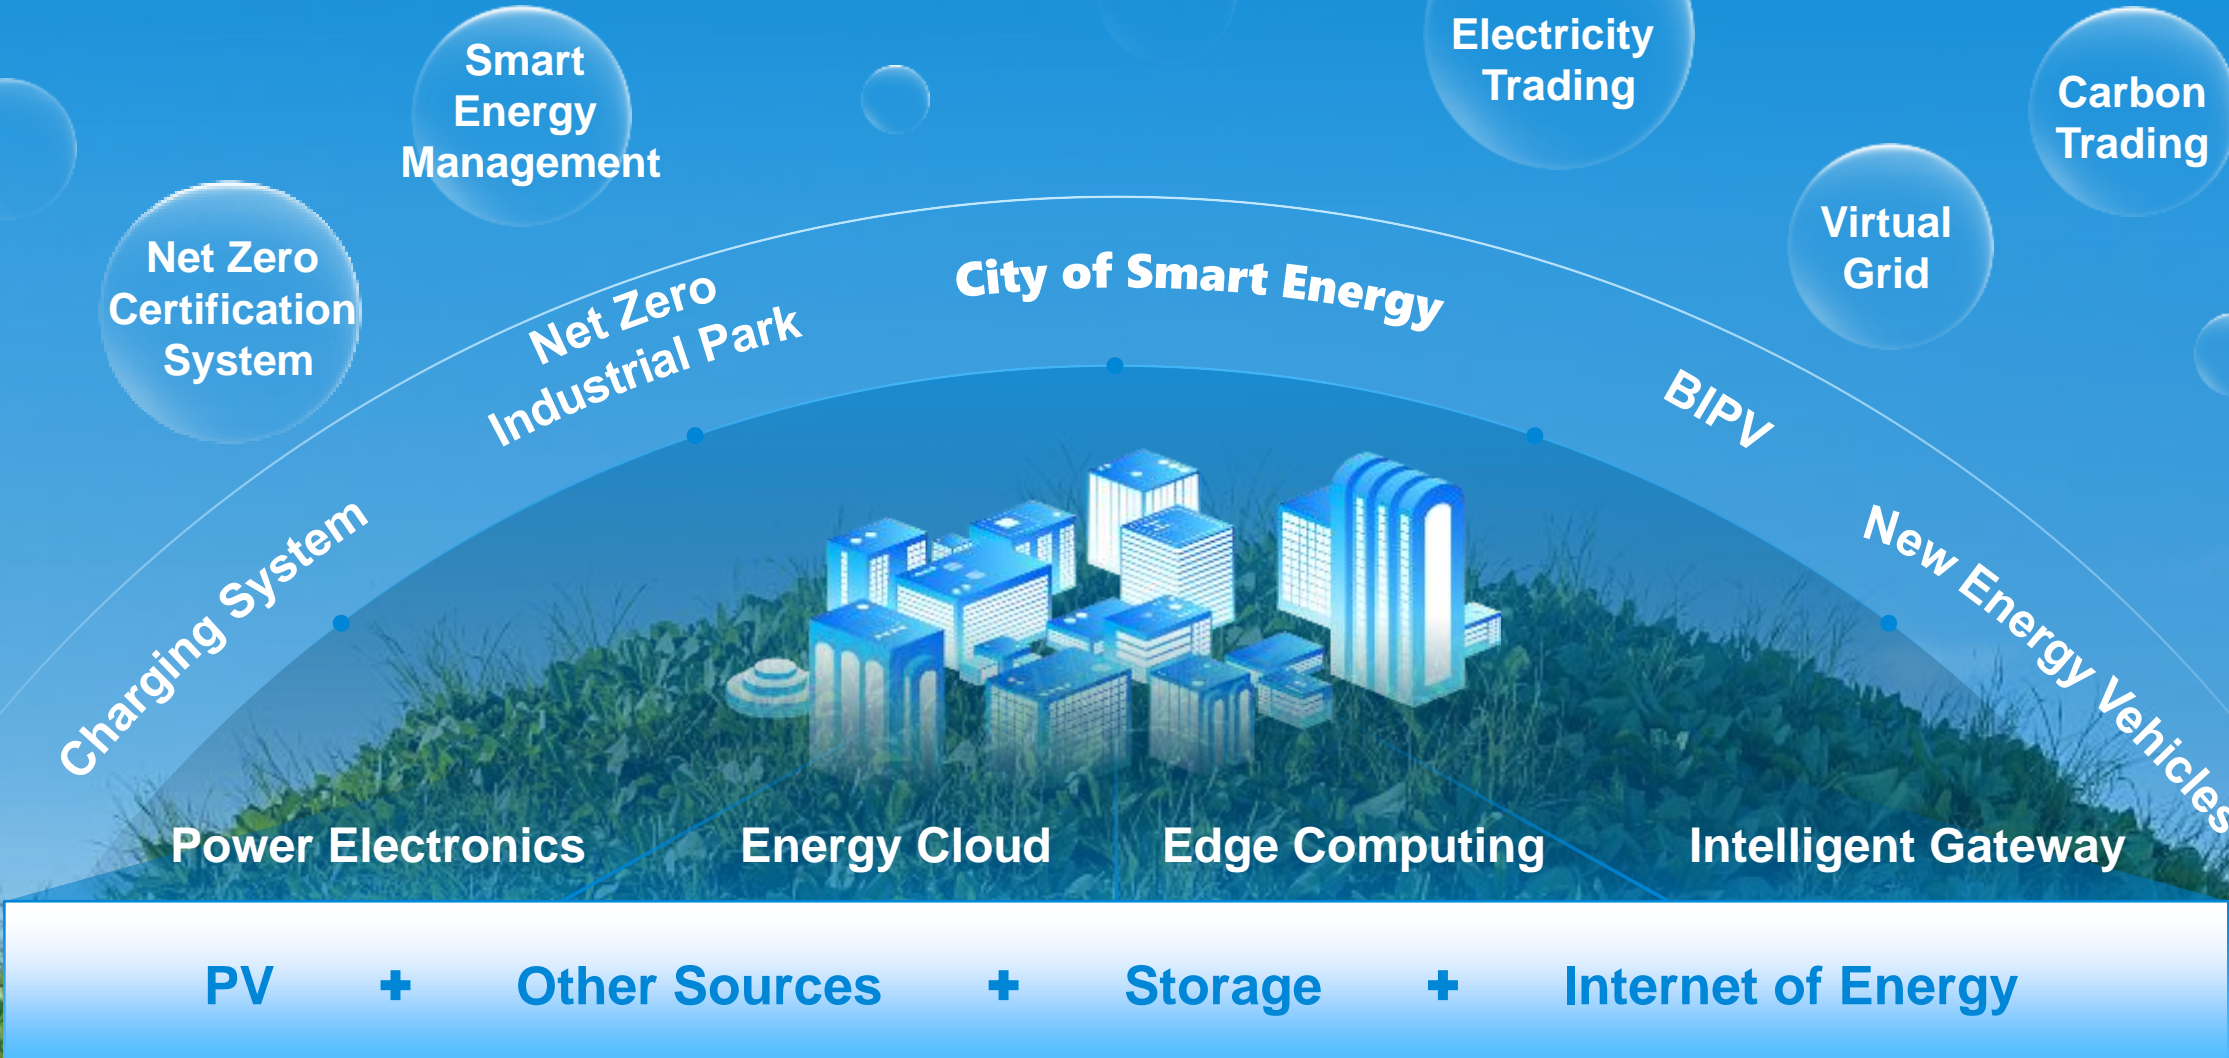 Smart
Energy
Management
Electricity
Trading
Carbon
Trading
Virtual
Grid
Net Zero
Certification
System
City of Smart Energy
Net Zero
Industrial Park
BIPV
Charging System
New Energy Vehicles
Power Electronics
Energy Cloud
Edge Computing
Intelligent Gateway
PV + Other Sources + Storage + Internet of Energy